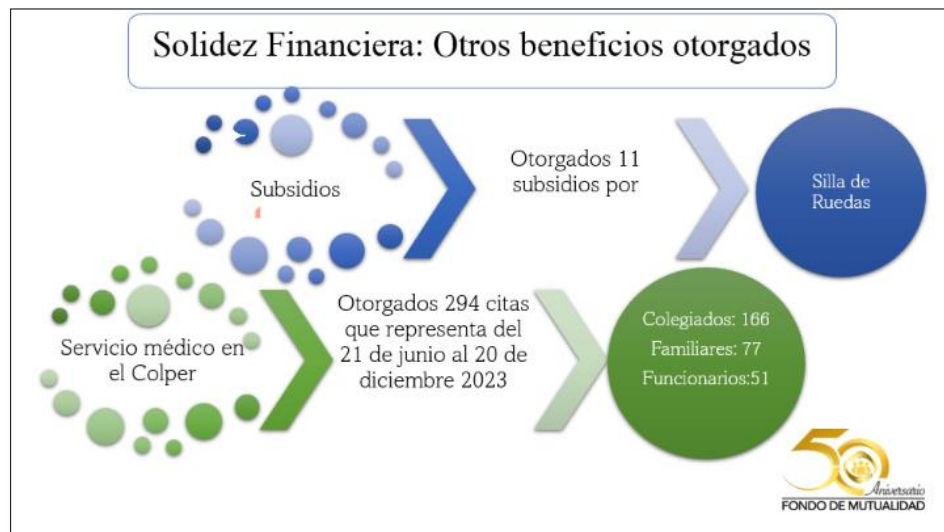 Solidez Financiera: Otros beneficios otorgados
Subsidios
Otorgados 11
subsidios por
Silla de
Ruedas
Servicio médico en
el Colper
Otorgados 294 citas
que representa del
21 de junio al 20 de
diciembre 2023
Colegiados: 166
Familiares: 77
Funcionarios:51
50
Aniversario
FONDO DE MUTUALIDAD